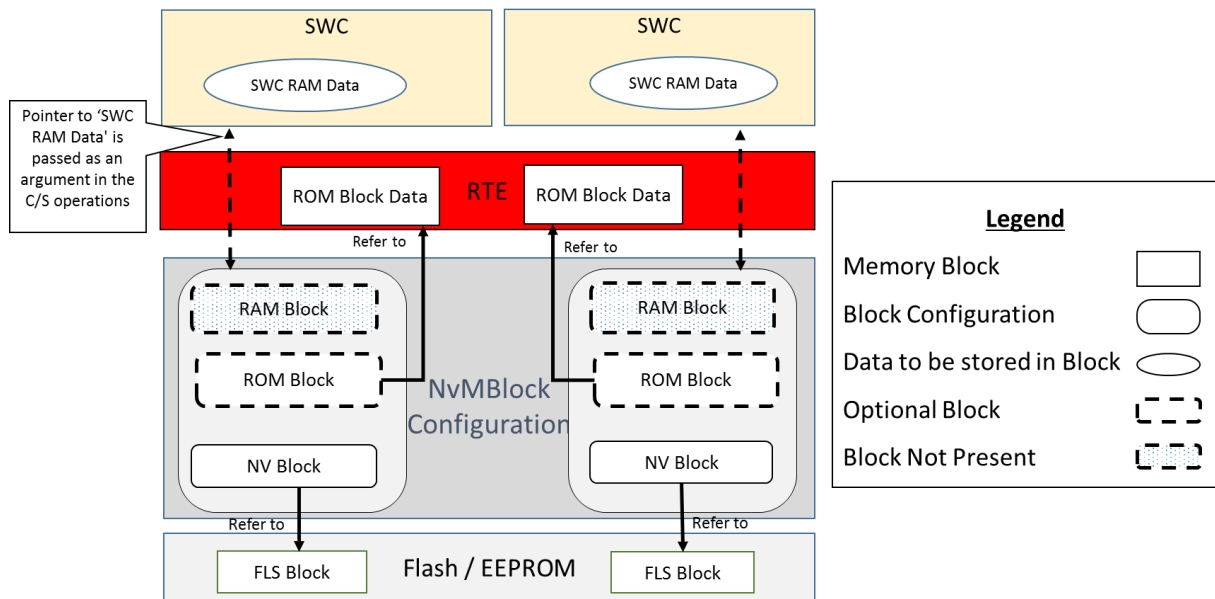 SWC
SWC
SWC RAM Data
SWC RAM Data
Pointer to ‘SWC
RAM Data' is
passed as an
argument in the
C/S operations
ROM Block Data
RTE
ROM Block Data
Refer to
Refer to
RAM Block
RAM Block
ROM Block
ROM Block
NvMBlock
Configuration
NV Block
NV Block
Refer to
Refer to
FLS Block
Flash / EEPROM
FLS Block
Legend
Memory Block
Block Configuration
Data to be stored in Block
Optional Block
Block Not Present